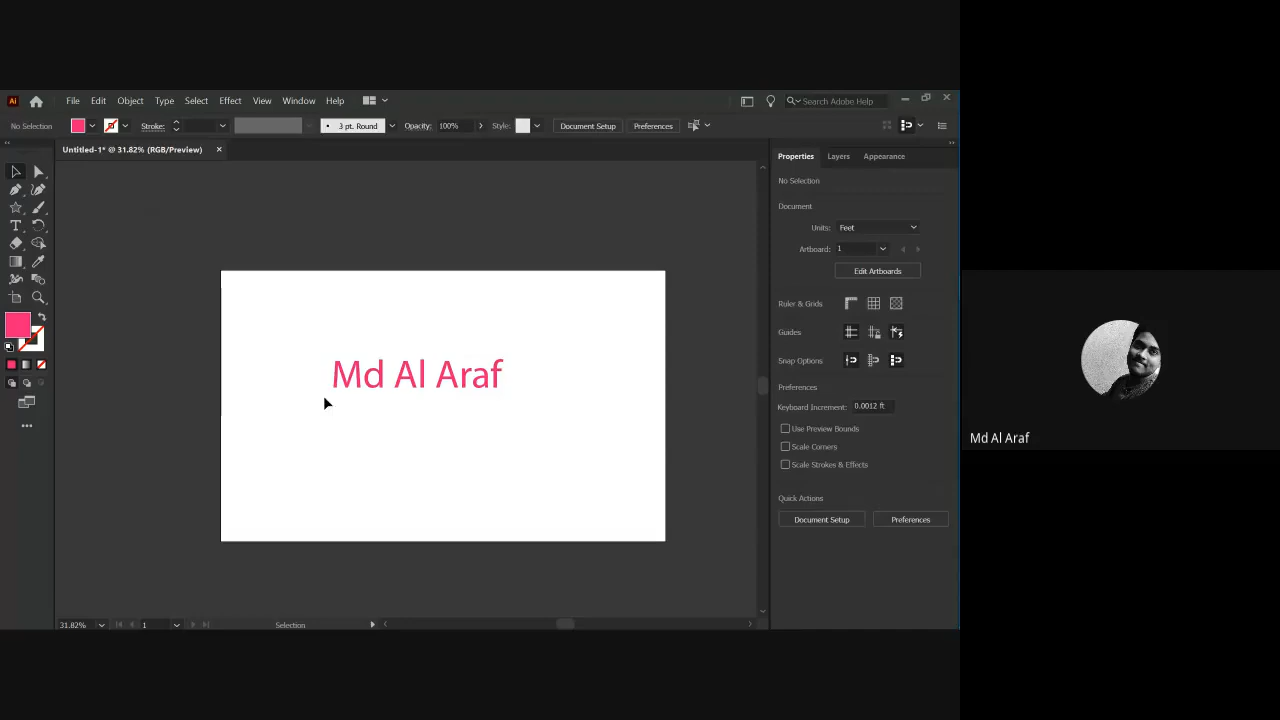 Ai File Edit Object Type Select Effect View Window Help Search Adobe Help
No Selection Stroke: 3 pt. Round Opacity: 100% Style: Document Setup Preferences
Untitled-1* @ 31.82% (RGB/Preview)
Properties Layers Appearance
No Selection
Document
Units: Feet
Artboard: 1
Edit Artboards
Ruler & Grids
Guides
Snap Options
Preferences
Keyboard Increment: 0.0012 ft
Use Preview Bounds
Scale Corners
Scale Strokes & Effects
Quick Actions
Document Setup Preferences
Md Al Araf
31.82% 1 Selection
Md Al Araf